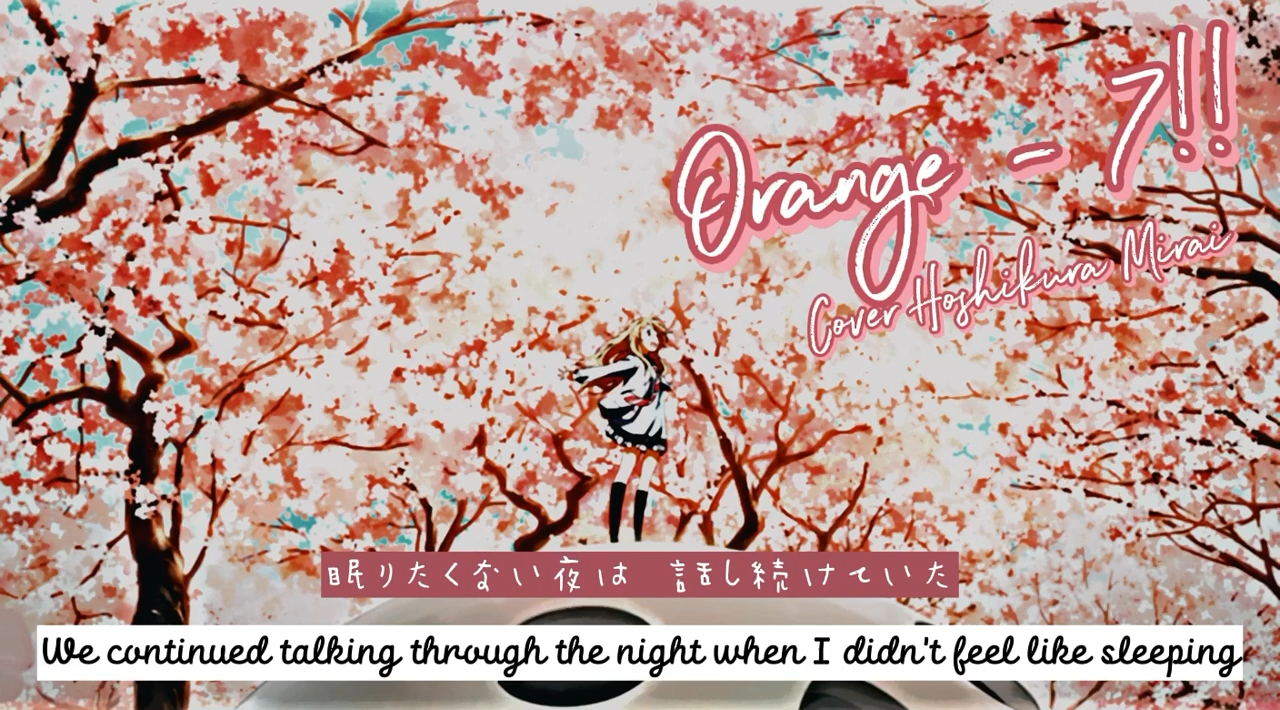 Orange - 7!!
Cover Hoshikura Mirai
眠りたくない夜は 話し続けていた
We continued talking through the night when I didn't feel like sleeping